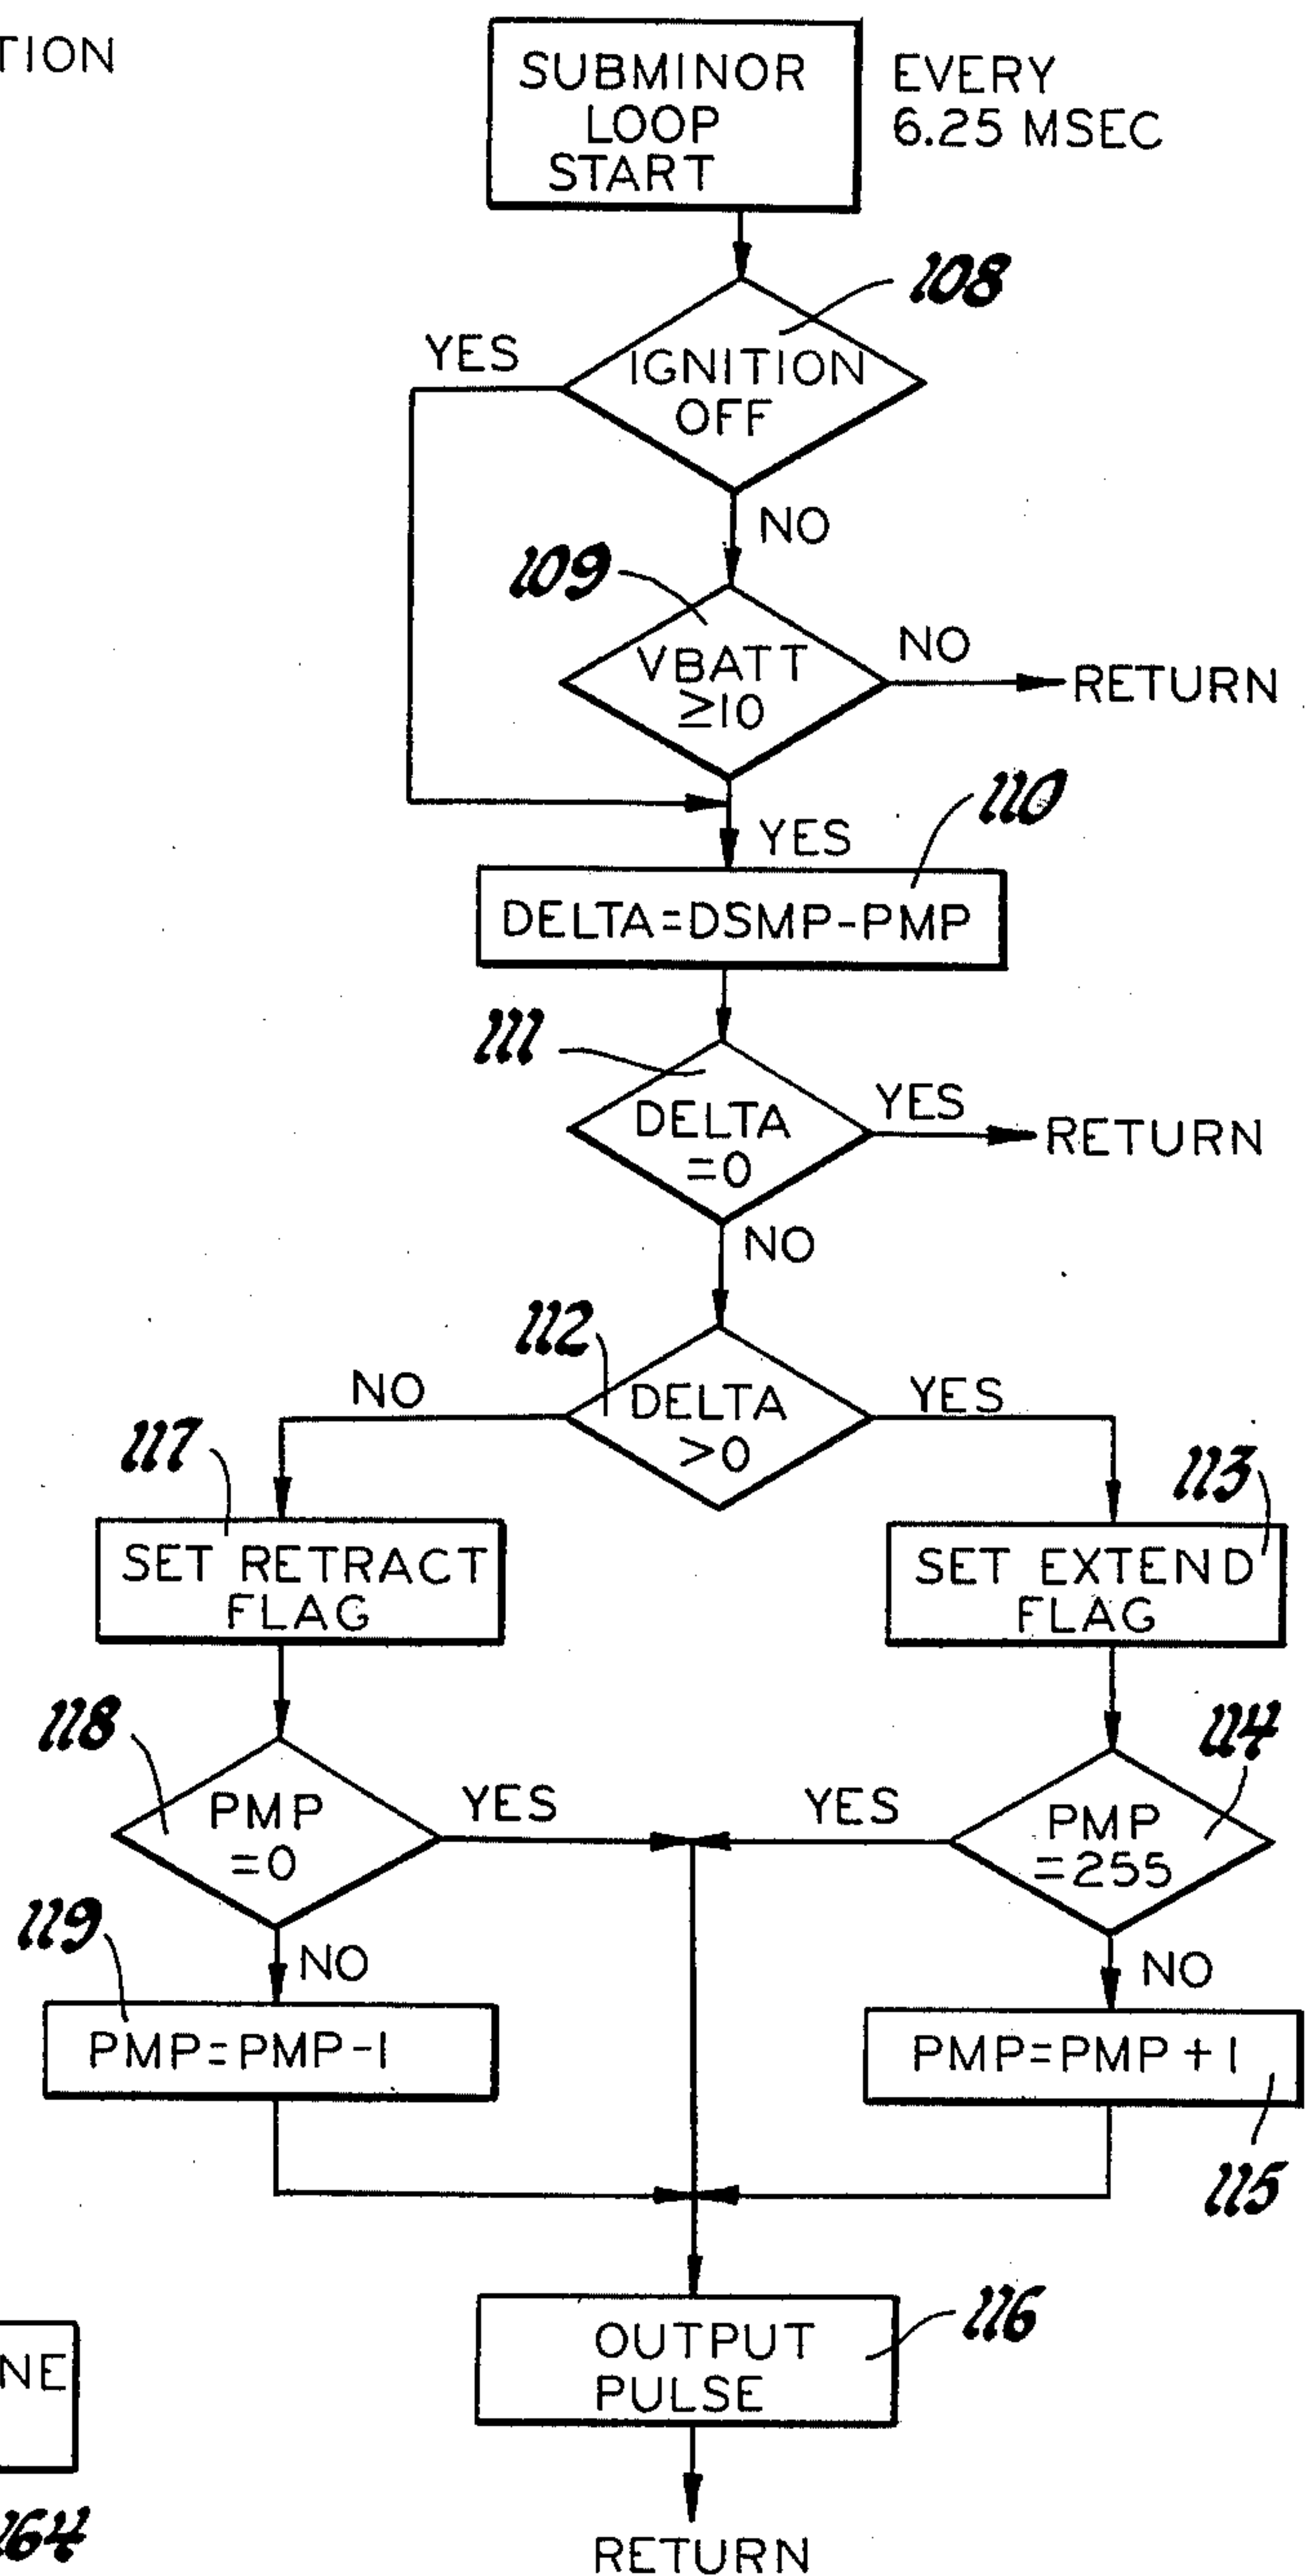 TION
SUBMINOR
LOOP
START
EVERY
6.25 MSEC
108
YES
IGNITION
OFF
NO
109
VBATT
≥10
NO
RETURN
110
YES
DELTA=DSMP-PMP
111
DELTA
=0
YES
RETURN
NO
112
NO
DELTA
>0
YES
117
113
SET RETRACT
FLAG
SET EXTEND
FLAG
118
114
PMP
=0
YES
YES
PMP
=255
119
NO
NO
PMP=PMP-1
PMP=PMP+1
115
116
OUTPUT
PULSE
NE
164
RETURN